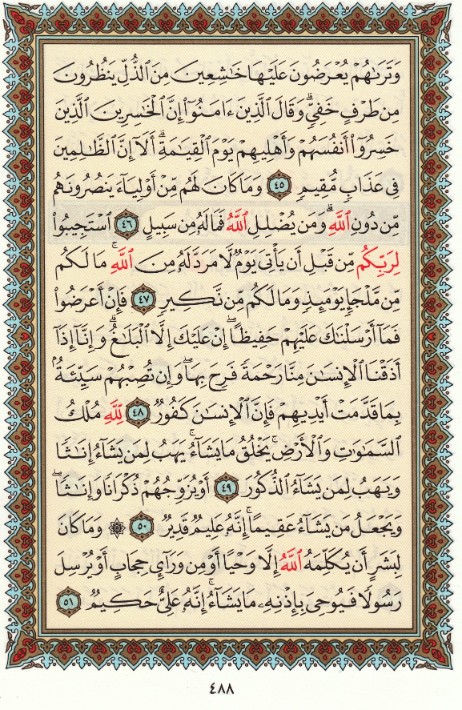 وَتَرَىٰهُمْ يُعْرَضُونَ عَلَيْهَا خَٰشِعِينَ مِنَ ٱلذُّلِّ يَنظُرُونَ
مِن طَرْفٍ خَفِىٍّ ۗ وَقَالَ ٱلَّذِينَ ءَامَنُوٓا۟ إِنَّ ٱلْخَٰسِرِينَ ٱلَّذِينَ
خَسِرُوٓا۟ أَنفُسَهُمْ وَأَهْلِيهِمْ يَوْمَ ٱلْقِيَٰمَةِ ۗ أَلَآ إِنَّ ٱلظَّٰلِمِينَ
فِى عَذَابٍ مُّقِيمٍ ٤٥ وَمَا كَانَ لَهُم مِّنْ أَوْلِيَآءَ يَنصُرُونَهُم
مِّن دُونِ ٱللَّهِ ۗ وَمَن يُضْلِلِ ٱللَّهُ فَمَا لَهُۥ مِن سَبِيلٍ ٤٦ ٱسْتَجِيبُوا۟
لِرَبِّكُم مِّن قَبْلِ أَن يَأْتِىَ يَوْمٌ لَّا مَرَدَّ لَهُۥ مِنَ ٱللَّهِ ۚ مَا لَكُم
مِّن مَّلْجَإٍ يَوْمَئِذٍ وَمَا لَكُم مِّن نَّكِيرٍ ٤٧ فَإِنْ أَعْرَضُوا۟
فَمَآ أَرْسَلْنَٰكَ عَلَيْهِمْ حَفِيظًا ۖ إِنْ عَلَيْكَ إِلَّا ٱلْبَلَٰغُ ۗ وَإِنَّآ إِذَآ
أَذَقْنَا ٱلْإِنسَٰنَ مِنَّا رَحْمَةً فَرِحَ بِهَا ۖ وَإِن تُصِبْهُمْ سَيِّئَةٌۢ
بِمَا قَدَّمَتْ أَيْدِيهِمْ فَإِنَّ ٱلْإِنسَٰنَ كَفُورٌ ٤٨ لِّلَّهِ مُلْكُ
ٱلسَّمَٰوَٰتِ وَٱلْأَرْضِ ۚ يَخْلُقُ مَا يَشَآءُ ۚ يَهَبُ لِمَن يَشَآءُ إِنَٰثًا
وَيَهَبُ لِمَن يَشَآءُ ٱلذُّكُورَ ٤٩ أَوْ يُزَوِّجُهُمْ ذُكْرَانًا وَإِنَٰثًا ۖ
وَيَجْعَلُ مَن يَشَآءُ عَقِيمًا ۚ إِنَّهُۥ عَلِيمٌ قَدِيرٌ ٥٠ ۞ وَمَا كَانَ
لِبَشَرٍ أَن يُكَلِّمَهُ ٱللَّهُ إِلَّا وَحْيًا أَوْ مِن وَرَآئِ حِجَابٍ أَوْ يُرْسِلَ
رَسُولًا فَيُوحِىَ بِإِذْنِهِۦ مَا يَشَآءُ ۚ إِنَّهُۥ عَلِىٌّ حَكِيمٌ ٥١
٤٨٨